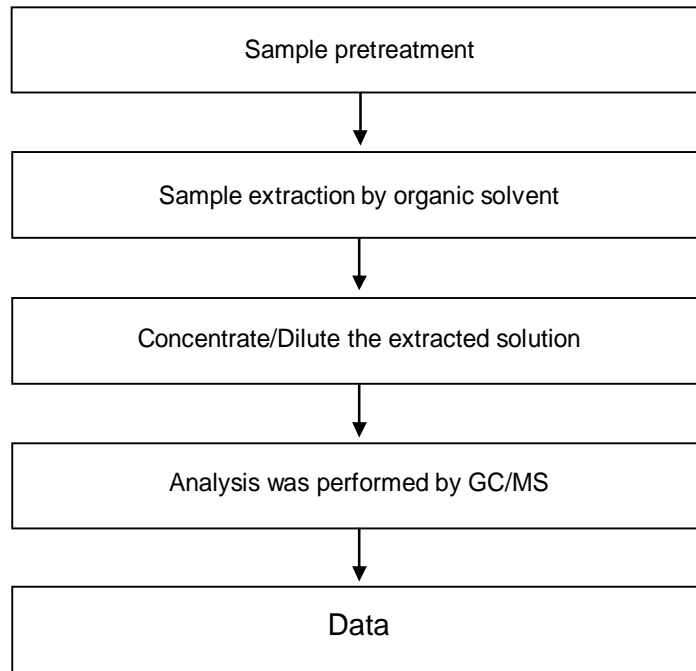 Sample pretreatment
Sample extraction by organic solvent
Concentrate/Dilute the extracted solution
Analysis was performed by GC/MS
Data